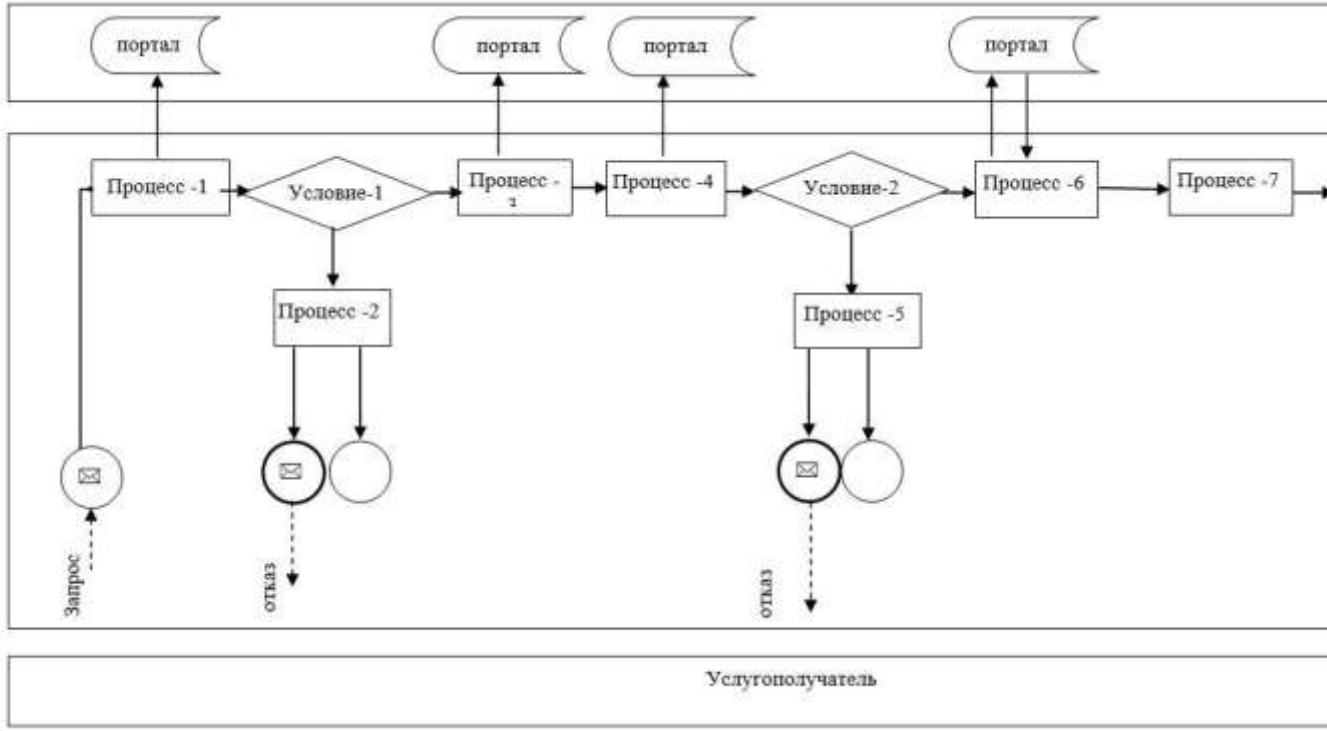 портал
портал
портал
портал
Процесс -1
Условие-1
Процесс -
Процесс -4
Условие-2
Процесс -6
Процесс -7
Процесс -2
Процесс -5
Запрос
отказ
отказ
Услугополучатель